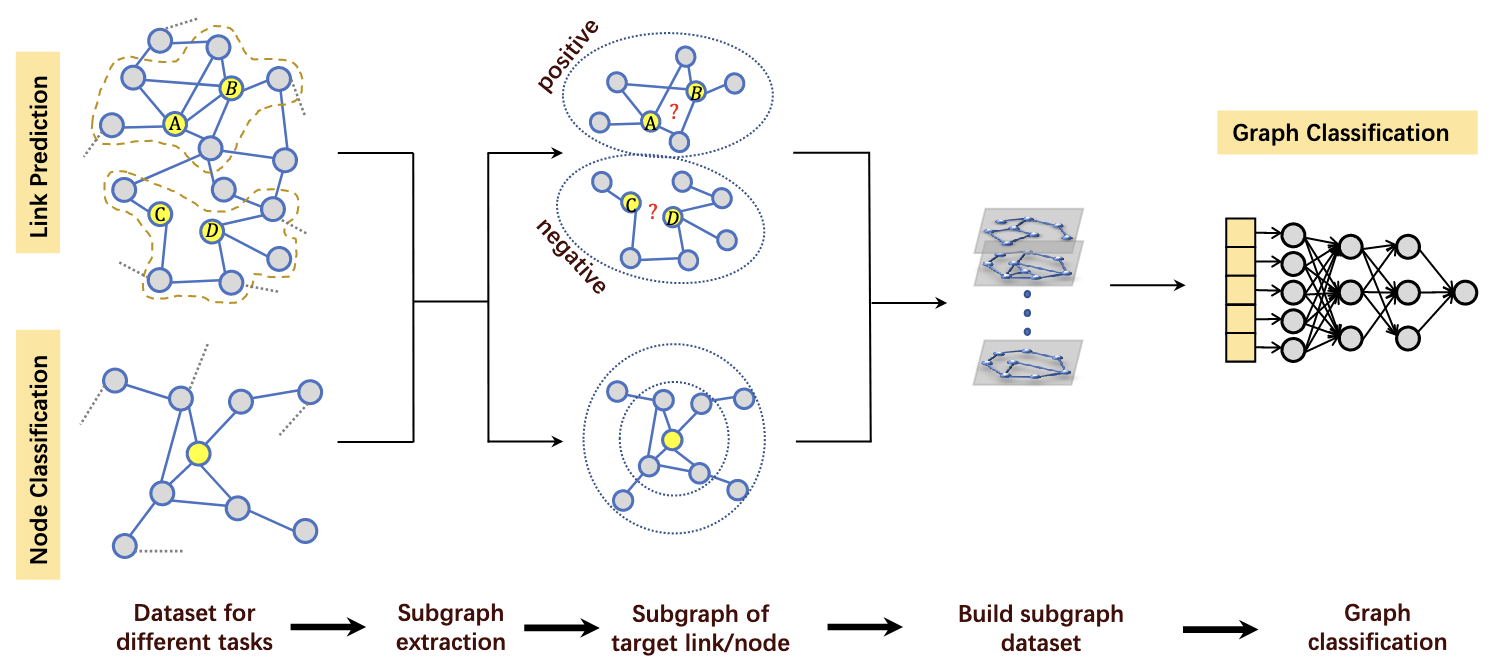 Link Prediction
B
A
C
D
positive
B
?
A
C
?
D
negative
Graph Classification
Node Classification
Dataset for
different tasks
Subgraph
extraction
Subgraph of
target link/node
Build subgraph
dataset
Graph
classification